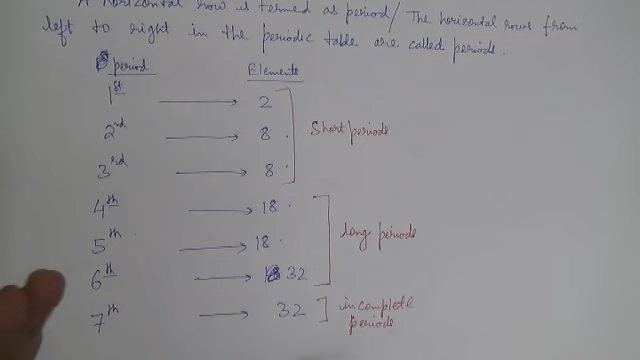 A horizontal row is termed as period/ The horizontal rows from
left to right in the periodic table are called periods.
period Elements
1st → 2
2nd → 8
3rd → 8
short periods
4th → 18
5th → 18
6th → 32
long periods
7th → 32
incomplete
periods